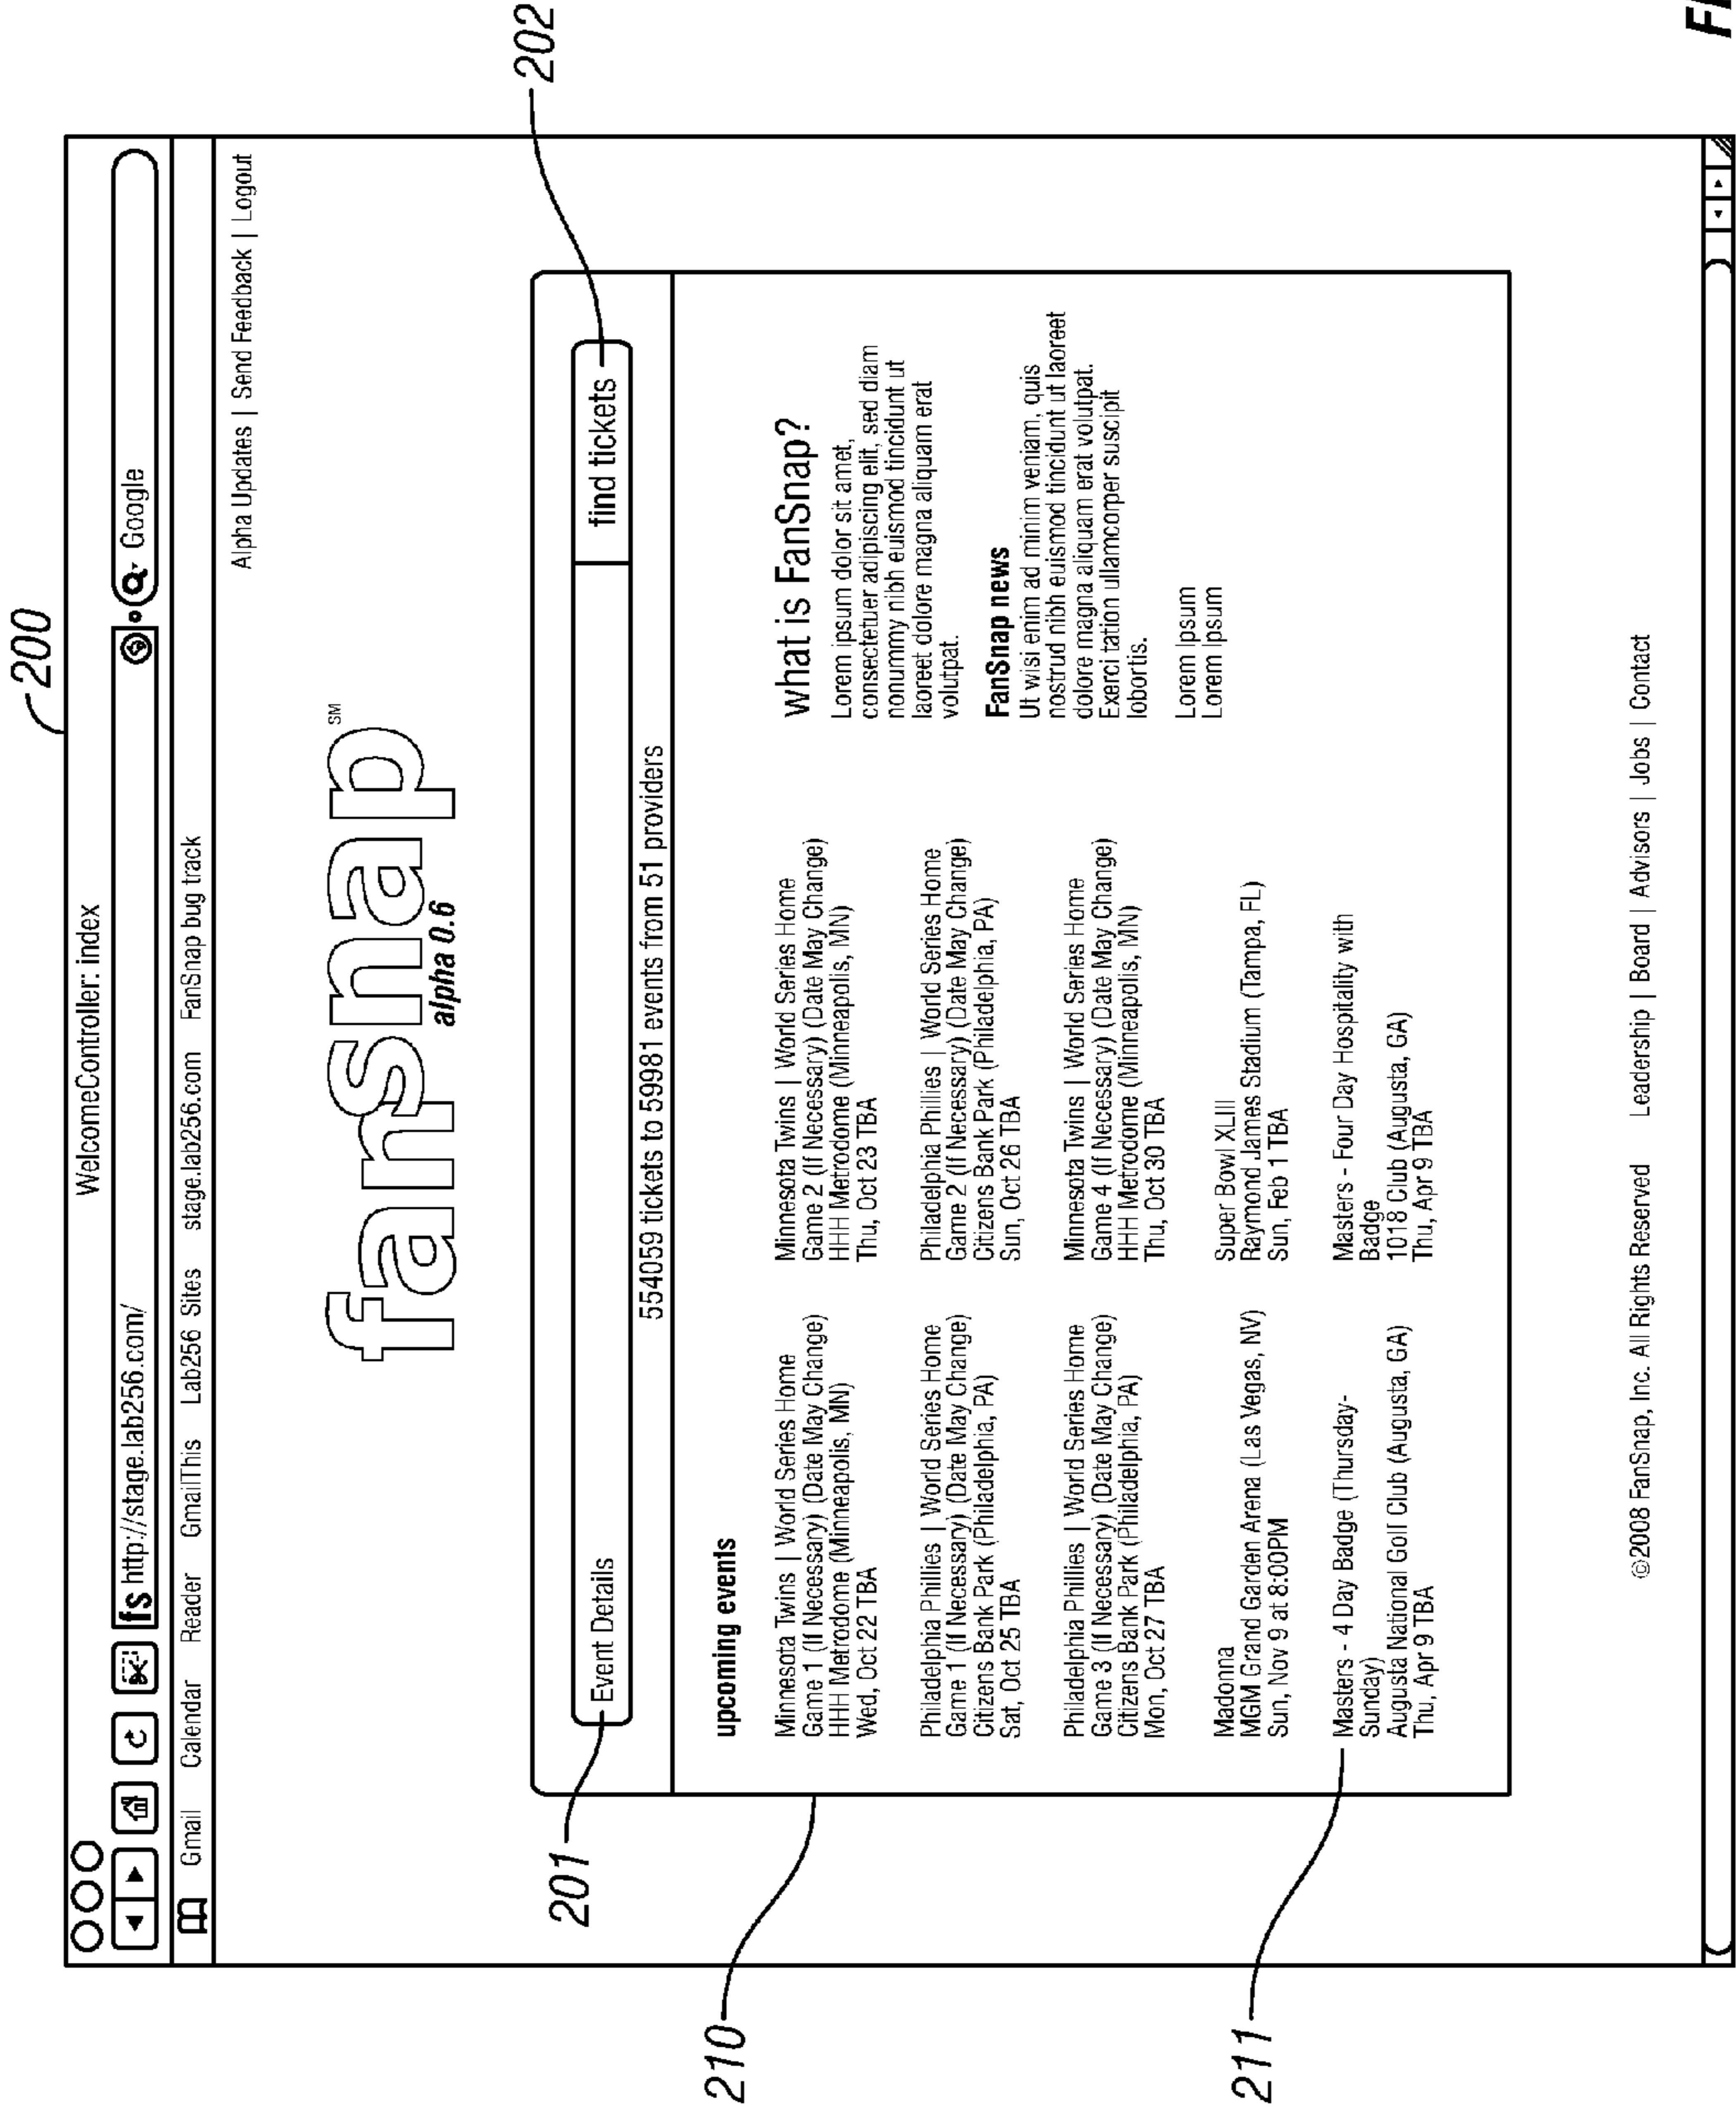 200
WelcomeController: index
fs http://stage.lab256.com/
Google
Gmail Calendar Reader GmailThis Lab256 Sites stage.lab256.com FanSnap bug track
Alpha Updates | Send Feedback | Logout
fansnap SM
alpha 0.6
201
Event Details
find tickets
202
554059 tickets to 59981 events from 51 providers
210
upcoming events
Minnesota Twins | World Series Home
Game 1 (If Necessary) (Date May Change)
HHH Metrodome (Minneapolis, MN)
Wed, Oct 22 TBA
Minnesota Twins | World Series Home
Game 2 (If Necessary) (Date May Change)
HHH Metrodome (Minneapolis, MN)
Thu, Oct 23 TBA
Philadelphia Phillies | World Series Home
Game 1 (If Necessary) (Date May Change)
Citizens Bank Park (Philadelphia, PA)
Sat, Oct 25 TBA
Philadelphia Phillies | World Series Home
Game 2 (If Necessary) (Date May Change)
Citizens Bank Park (Philadelphia, PA)
Sun, Oct 26 TBA
Philadelphia Phillies | World Series Home
Game 3 (If Necessary) (Date May Change)
Citizens Bank Park (Philadelphia, PA)
Mon, Oct 27 TBA
Minnesota Twins | World Series Home
Game 4 (If Necessary) (Date May Change)
HHH Metrodome (Minneapolis, MN)
Thu, Oct 30 TBA
Madonna
MGM Grand Garden Arena (Las Vegas, NV)
Sun, Nov 9 at 8:00PM
Super Bowl XLIII
Raymond James Stadium (Tampa, FL)
Sun, Feb 1 TBA
211
Masters - 4 Day Badge (Thursday-
Sunday)
Augusta National Golf Club (Augusta, GA)
Thu, Apr 9 TBA
Masters - Four Day Hospitality with
Badge
1018 Club (Augusta, GA)
Thu, Apr 9 TBA
what is FanSnap?
Lorem ipsum dolor sit amet,
consectetuer adipiscing elit, sed diam
nonummy nibh euismod tincidunt ut
laoreet dolore magna aliquam erat
volutpat.
FanSnap news
Ut wisi enim ad minim veniam, quis
nostrud nibh euismod tincidunt ut laoreet
dolore magna aliquam erat volutpat.
Exerci tation ullamcorper suscipit
lobortis.
Lorem Ipsum
Lorem Ipsum
©2008 FanSnap, Inc. All Rights Reserved Leadership | Board | Advisors | Jobs | Contact